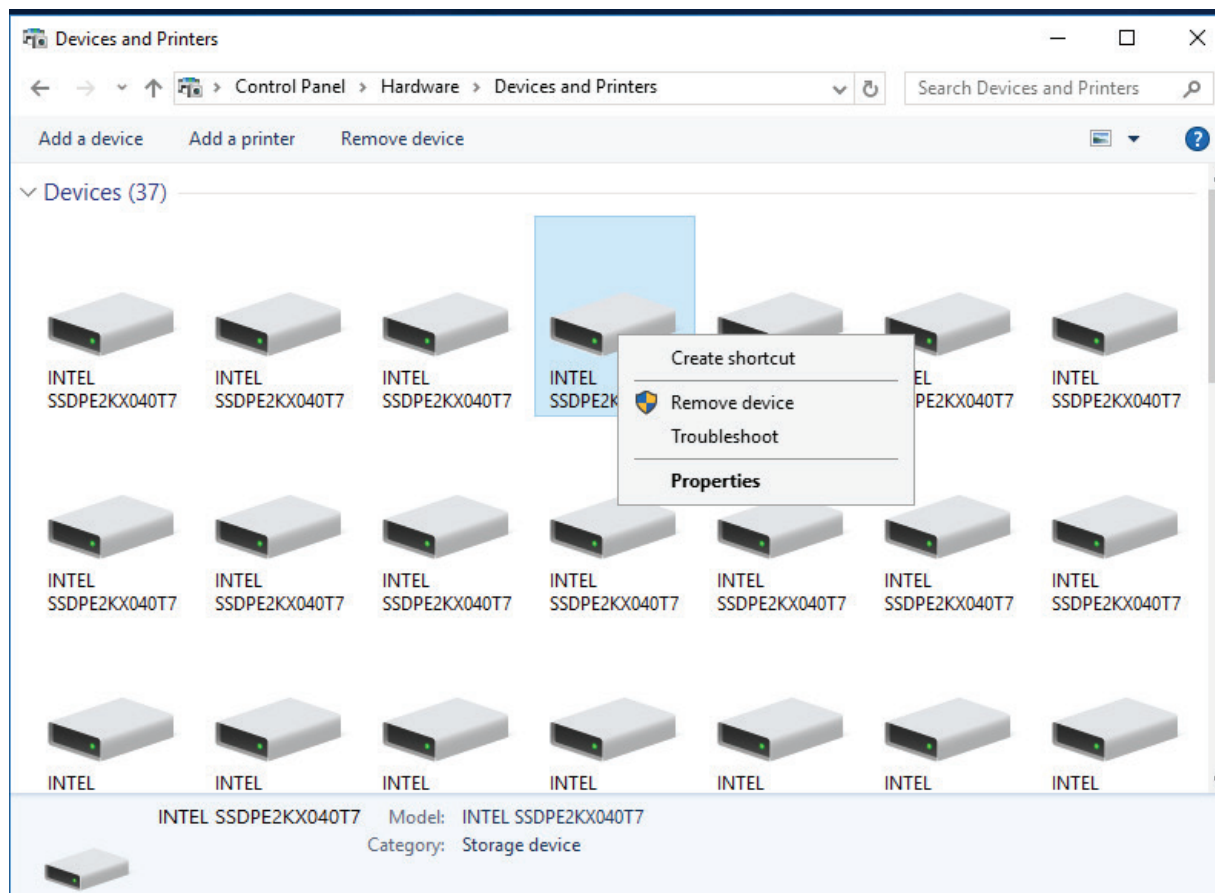 Devices and Printers
Control Panel > Hardware > Devices and Printers
Search Devices and Printers
Add a device Add a printer Remove device
?
Devices (37)
INTEL INTEL INTEL INTEL EL INTEL
SSDPE2KX040T7 SSDPE2KX040T7 SSDPE2KX040T7 SSDPE2K PE2KX040T7 SSDPE2KX040T7
Create shortcut
Remove device
Troubleshoot
Properties
INTEL INTEL INTEL INTEL INTEL INTEL INTEL
SSDPE2KX040T7 SSDPE2KX040T7 SSDPE2KX040T7 SSDPE2KX040T7 SSDPE2KX040T7 SSDPE2KX040T7 SSDPE2KX040T7
INTEL INTEL INTEL INTEL INTEL INTEL INTEL
INTEL SSDPE2KX040T7 Model: INTEL SSDPE2KX040T7
Category: Storage device